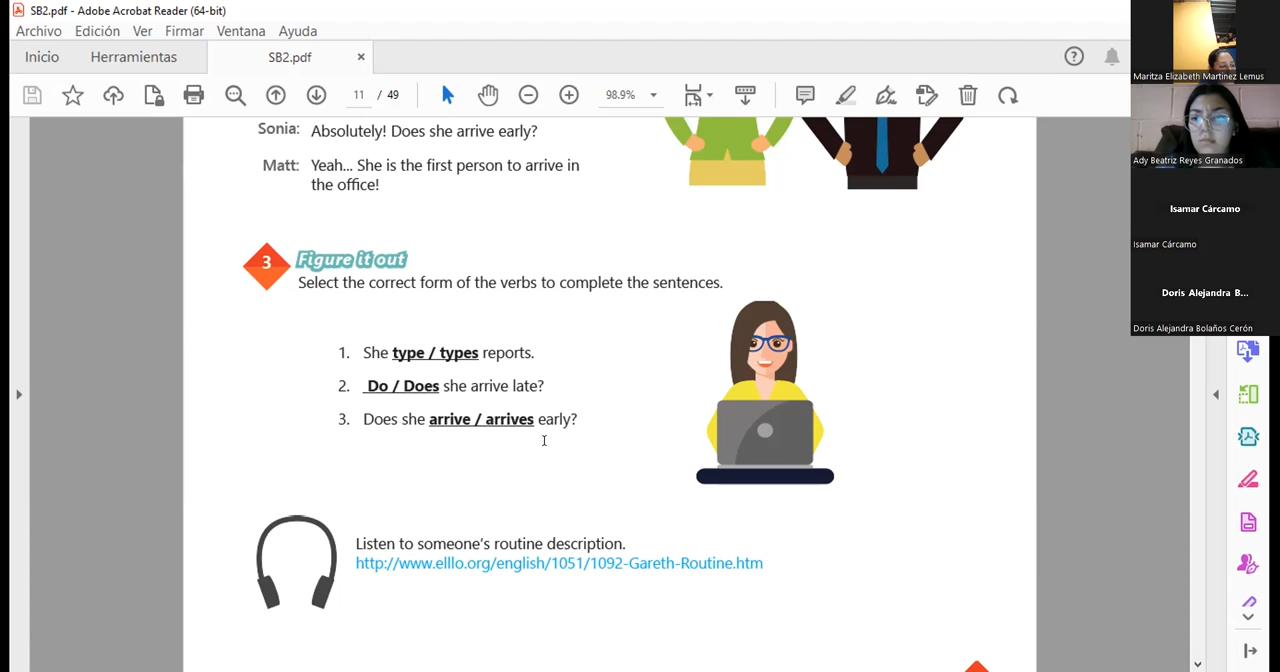 SB2.pdf - Adobe Acrobat Reader (64-bit)
Archivo Edición Ver Firmar Ventana Ayuda
Inicio Herramientas SB2.pdf ×
11 / 49 98.9%
Sonia: Absolutely! Does she arrive early?
Matt: Yeah... She is the first person to arrive in
the office!
3 Figure it out
Select the correct form of the verbs to complete the sentences.
1. She type / types reports.
2. Do / Does she arrive late?
3. Does she arrive / arrives early?
Listen to someone's routine description.
http://www.elllo.org/english/1051/1092-Gareth-Routine.htm
Maritza Elizabeth Martinez Lemus
Ady Beatriz Reyes Granados
Isamar Cárcamo
Isamar Cárcamo
Doris Alejandra B...
Doris Alejandra Bolaños Cerón